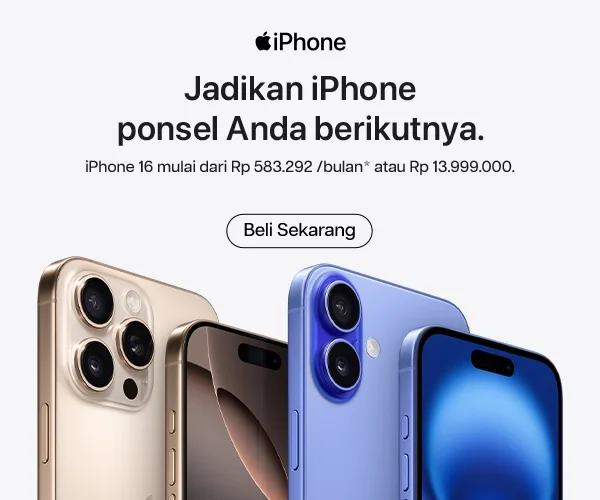 iPhone
Jadikan iPhone
ponsel Anda berikutnya.
iPhone 16 mulai dari Rp 583.292 /bulan* atau Rp 13.999.000.
Beli Sekarang